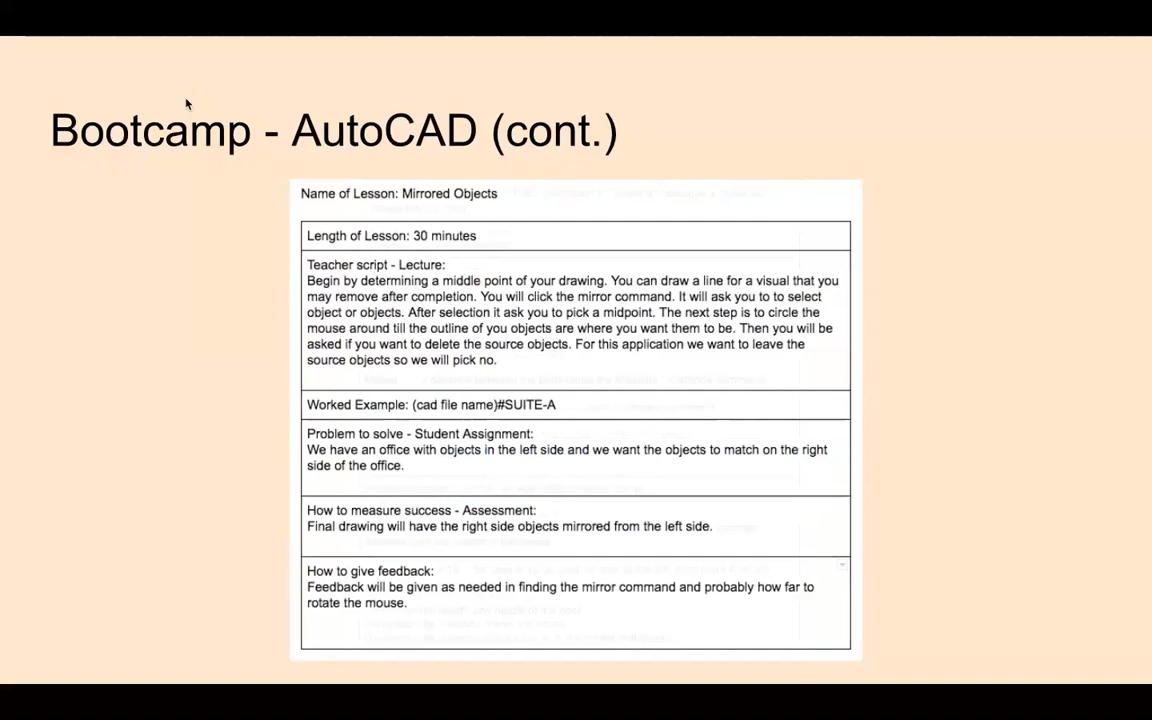 Bootcamp - AutoCAD (cont.)
Name of Lesson: Mirrored Objects
Length of Lesson: 30 minutes
Teacher script - Lecture:
Begin by determining a middle point of your drawing. You can draw a line for a visual that you
may remove after completion. You will click the mirror command. It will ask you to to select
object or objects. After selection it ask you to pick a midpoint. The next step is to circle the
mouse around till the outline of you objects are where you want them to be. Then you will be
asked if you want to delete the source objects. For this application we want to leave the
source objects so we will pick no.
Worked Example: (cad file name)#SUITE-A
Problem to solve - Student Assignment:
We have an office with objects in the left side and we want the objects to match on the right
side of the office.
How to measure success - Assessment:
Final drawing will have the right side objects mirrored from the left side.
How to give feedback:
Feedback will be given as needed in finding the mirror command and probably how far to
rotate the mouse.